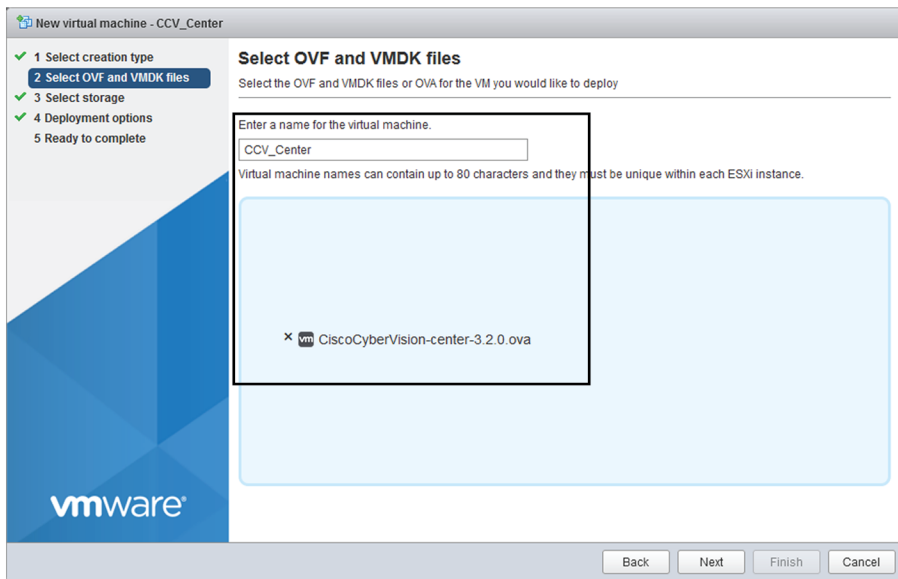 New virtual machine - CCV_Center
1 Select creation type
2 Select OVF and VMDK files
3 Select storage
4 Deployment options
5 Ready to complete
Select OVF and VMDK files
Select the OVF and VMDK files or OVA for the VM you would like to deploy
Enter a name for the virtual machine.
CCV_Center
Virtual machine names can contain up to 80 characters and they must be unique within each ESXi instance.
vm CiscoCyberVision-center-3.2.0.ova
vmware®
Back Next Finish Cancel